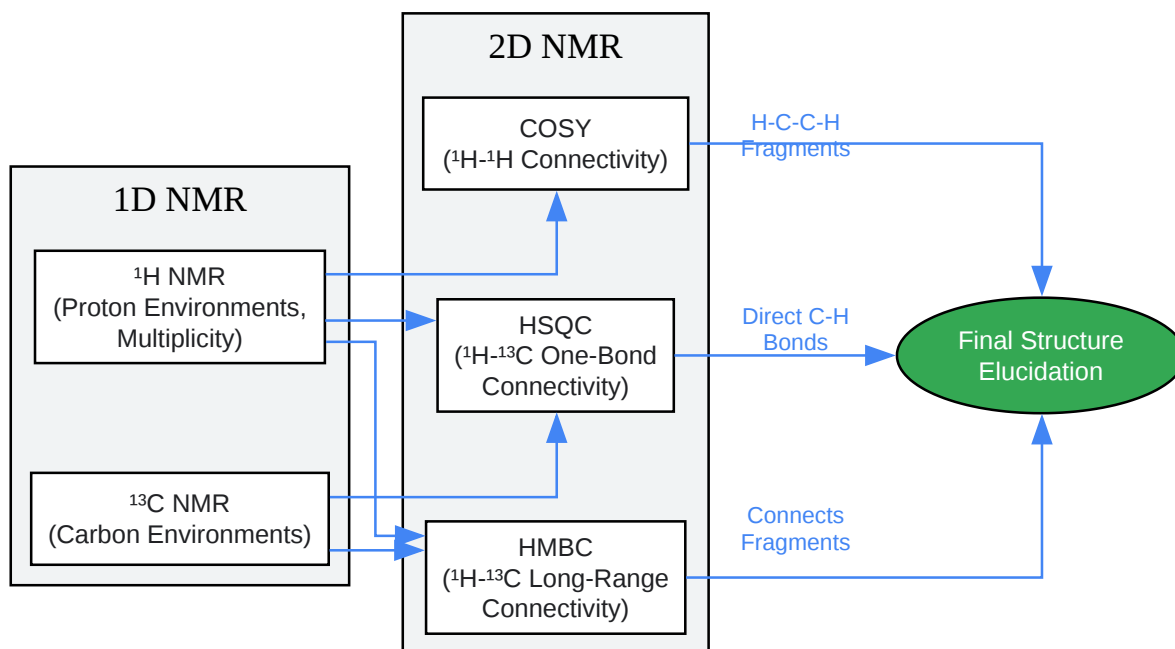 1D NMR
¹H NMR
(Proton Environments,
Multiplicity)
¹³C NMR
(Carbon Environments)
2D NMR
COSY
(¹H-¹H Connectivity)
HSQC
(¹H-¹³C One-Bond
Connectivity)
HMBC
(¹H-¹³C Long-Range
Connectivity)
H-C-C-H
Fragments
Direct C-H
Bonds
Connects
Fragments
Final Structure
Elucidation